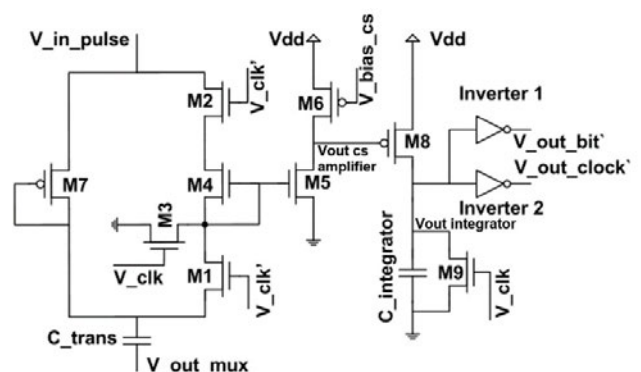 V_in_pulse
Vdd
V_bias_cs
Vdd
M2
V_clk'
M6
Inverter 1
M8
V_out_bit`
Vout cs
amplifier
V_out_clock`
M7
M4
M5
Inverter 2
M3
Vout integrator
V_clk
M1
V_clk'
C_integrator
M9
V_clk
C_trans
V_out_mux